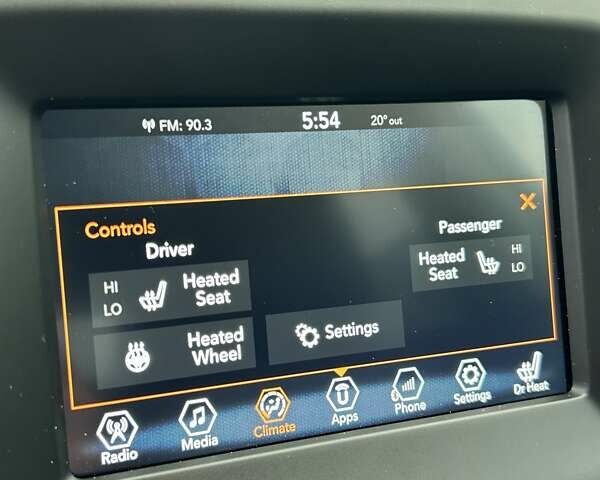 FM: 90.3 5:54 20° out
Controls
Driver
Passenger
HI
LO
Heated
Seat
Heated
Seat
HI
LO
Heated
Wheel
Settings
Radio
Media
Climate
Apps
Phone
Settings
Dr Heat